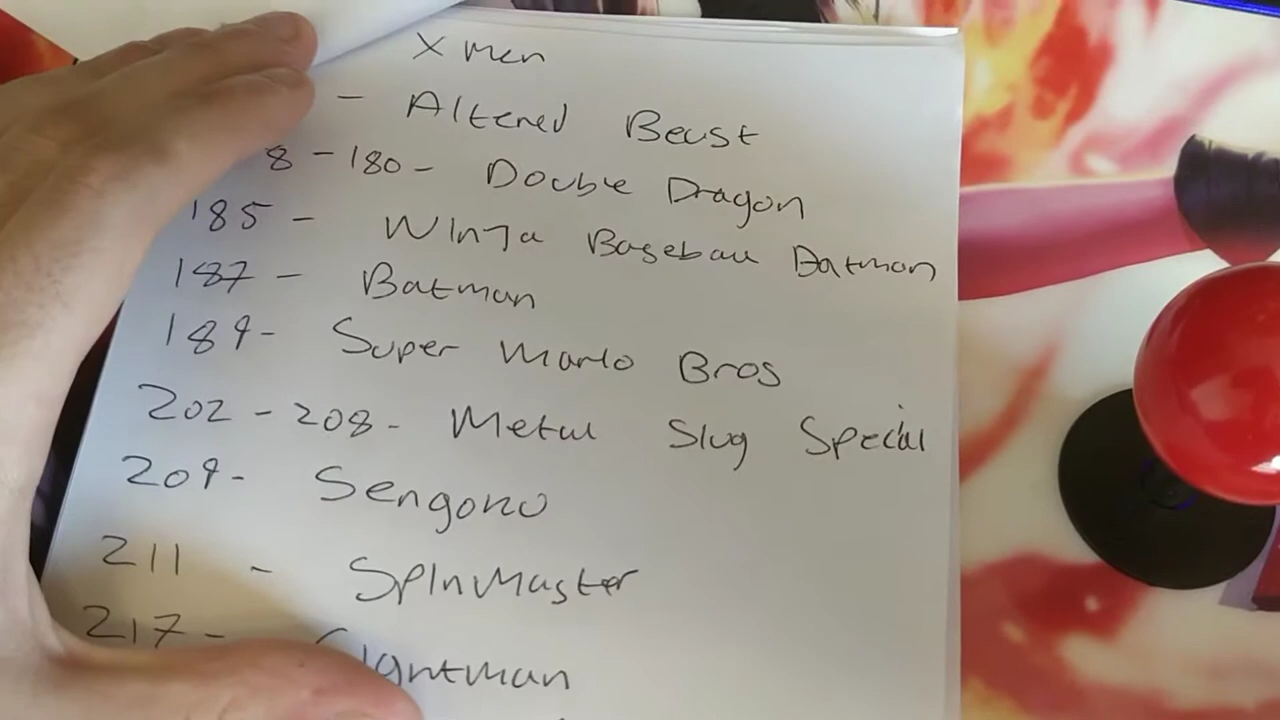 X Men
- Altered Beast
8 - 180 - Double Dragon
185 - WInJa Baseball Batman
187 - Batman
189 - Super Mario Bros
202 - 208 - Metal Slug Special
209 - Sengoku
211 - SpInMaster
217 -